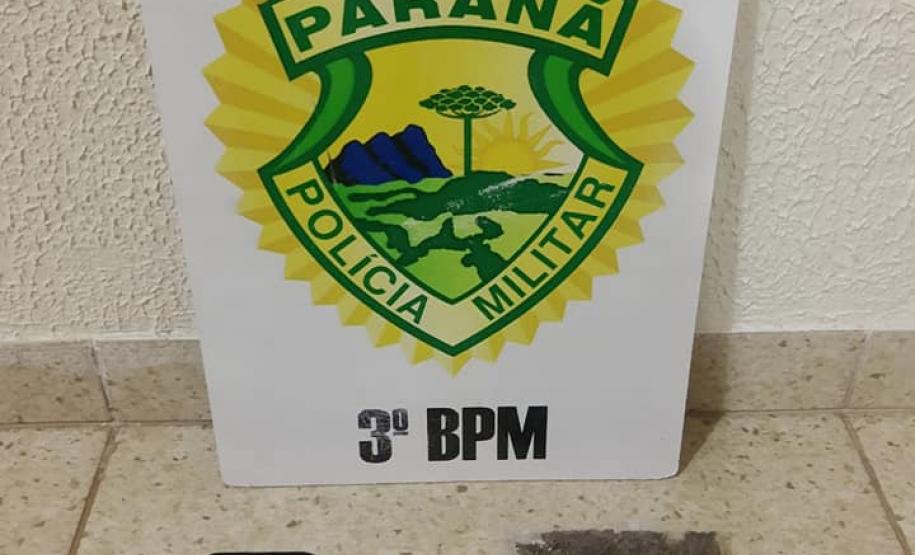 PARANÁ
POLÍCIA MILITAR
3º BPM